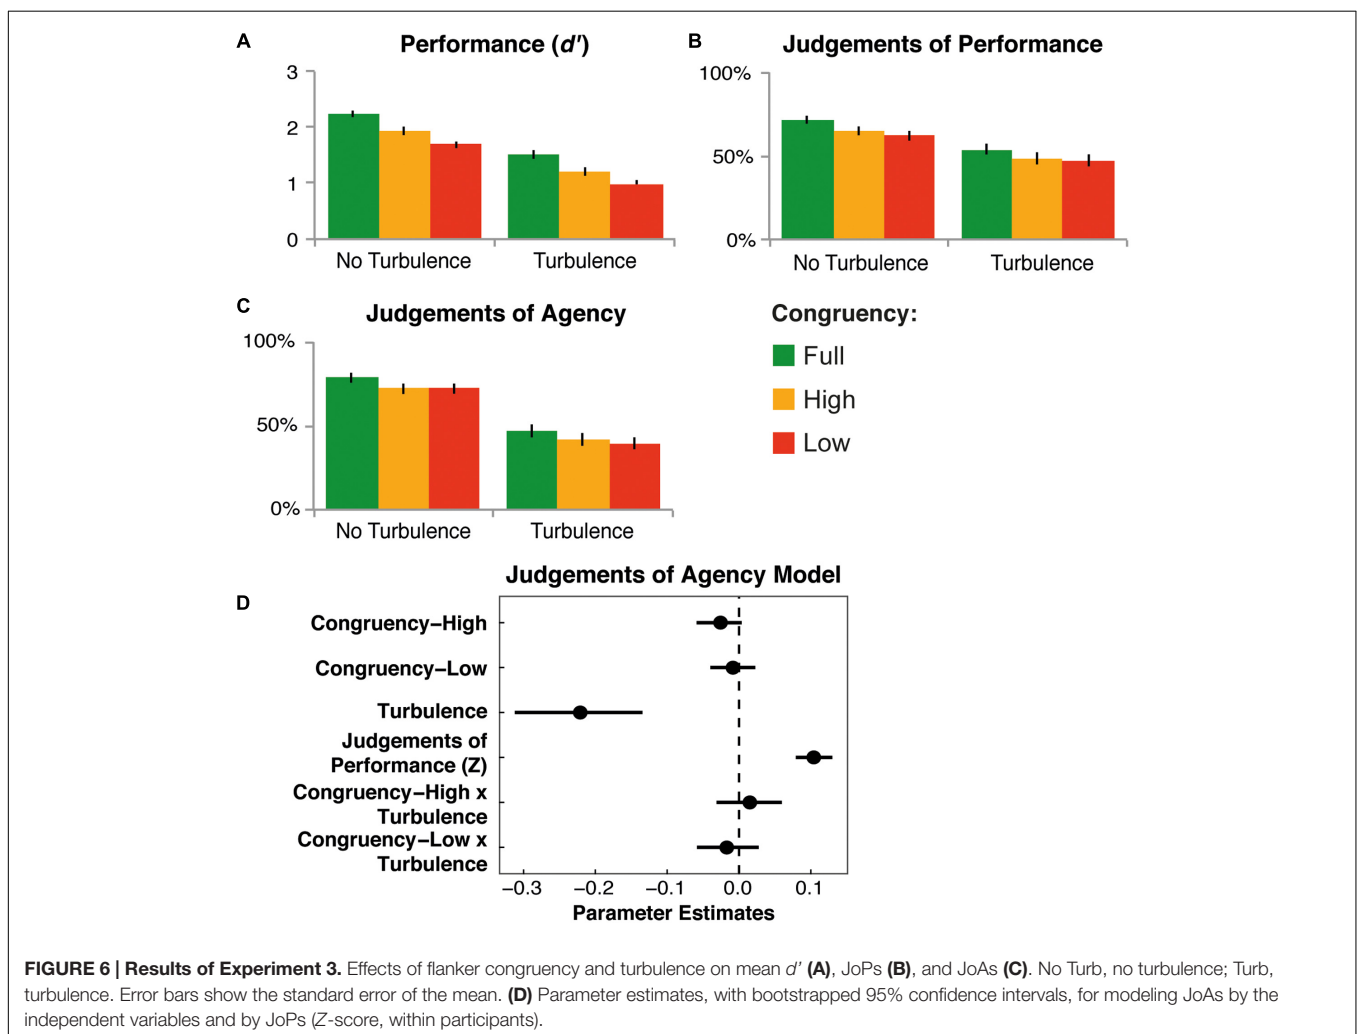 A
Performance (d')
3
2
1
0
No Turbulence
Turbulence
B
Judgements of Performance
100%
50%
0%
No Turbulence
Turbulence
C
Judgements of Agency
100%
50%
0%
No Turbulence
Turbulence
Congruency:
Full
High
Low
D
Judgements of Agency Model
Congruency–High
Congruency–Low
Turbulence
Judgements of
Performance (Z)
Congruency–High x
Turbulence
Congruency–Low x
Turbulence
−0.3
−0.2
−0.1
0.0
0.1
Parameter Estimates
FIGURE 6 | Results of Experiment 3. Effects of flanker congruency and turbulence on mean d' (A), JoPs (B), and JoAs (C). No Turb, no turbulence; Turb,
turbulence. Error bars show the standard error of the mean. (D) Parameter estimates, with bootstrapped 95% confidence intervals, for modeling JoAs by the
independent variables and by JoPs (Z-score, within participants).